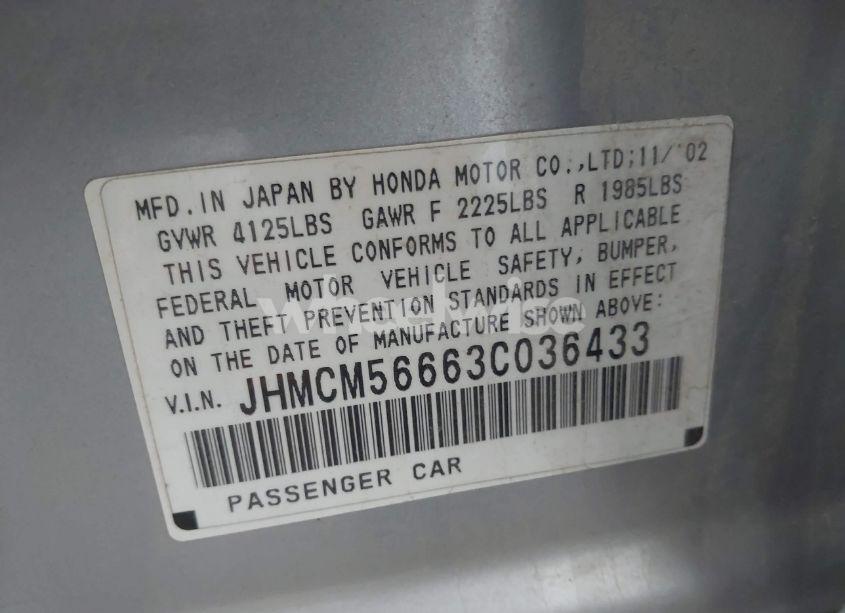 MFD. IN JAPAN BY HONDA MOTOR CO.,LTD;11/'02
GVWR 4125LBS GAWR F 2225LBS R 1985LBS
THIS VEHICLE CONFORMS TO ALL APPLICABLE
FEDERAL MOTOR VEHICLE SAFETY, BUMPER,
AND THEFT PREVENTION STANDARDS IN EFFECT
ON THE DATE OF MANUFACTURE SHOWN ABOVE:
V.I.N. JHMCM56663C036433
PASSENGER CAR
wheelwise